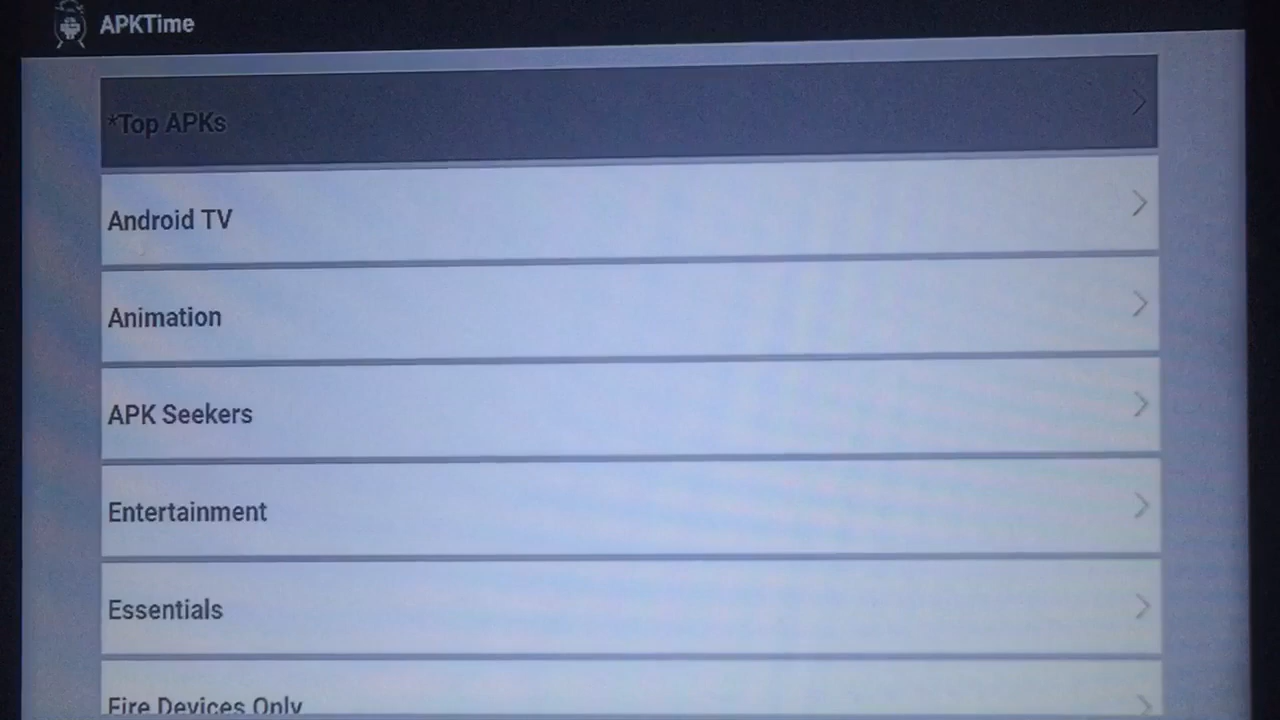 APKTime
*Top APKs
Android TV
Animation
APK Seekers
Entertainment
Essentials
Fire Devices Only